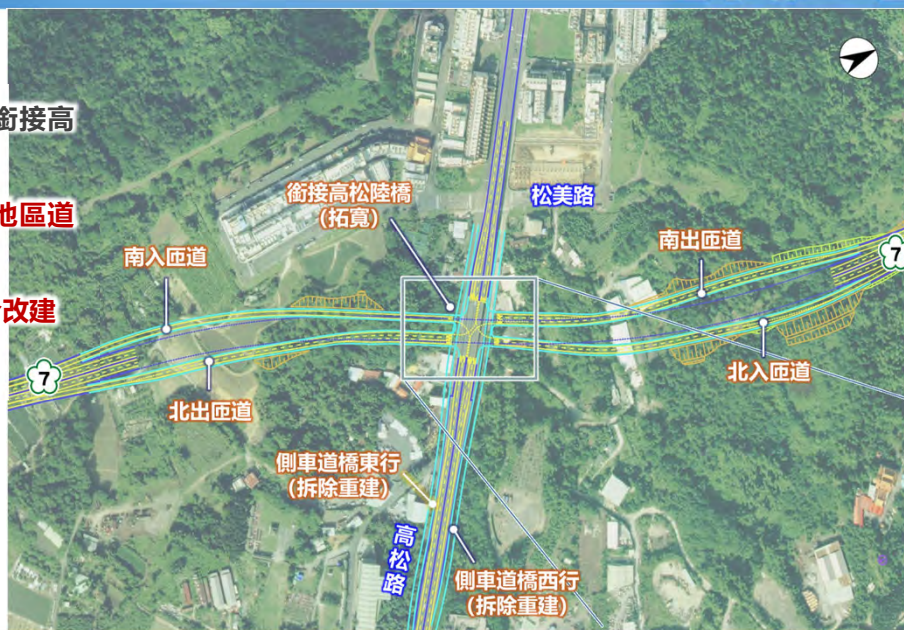 銜接高
銜接高松陸橋
(拓寬)
松美路
地區道
南入匝道
南出匝道
7
改建
7
北入匝道
北出匝道
側車道橋東行
(拆除重建)
高松路
側車道橋西行
(拆除重建)